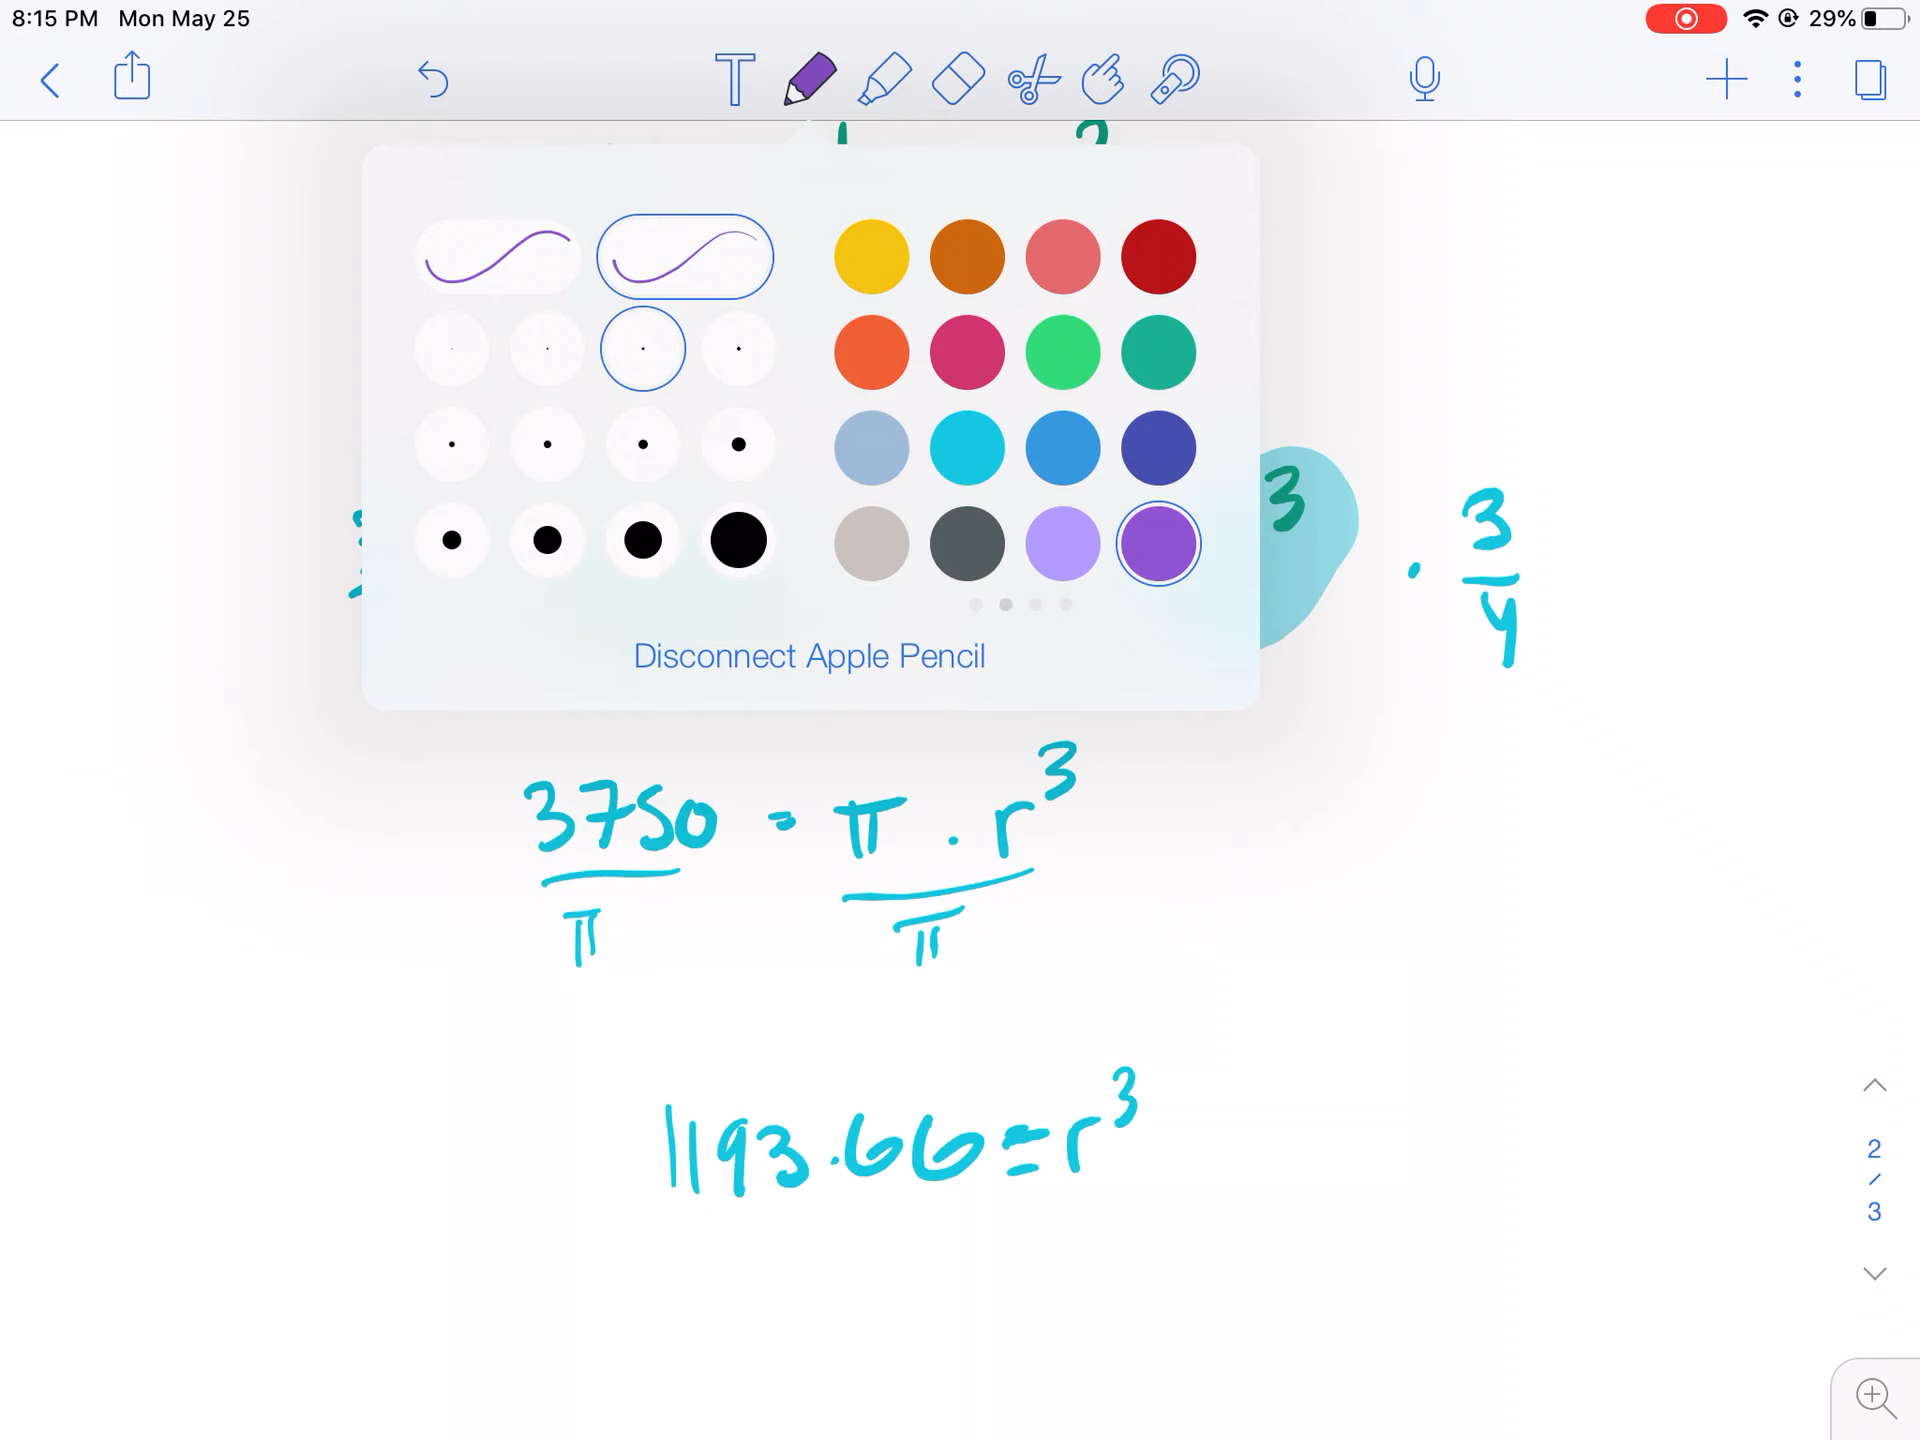 8:15 PM Mon May 25 29%
T
3 · 3/4
Disconnect Apple Pencil
3750 = π · r³
π π
1193.66 = r³
2
/
3